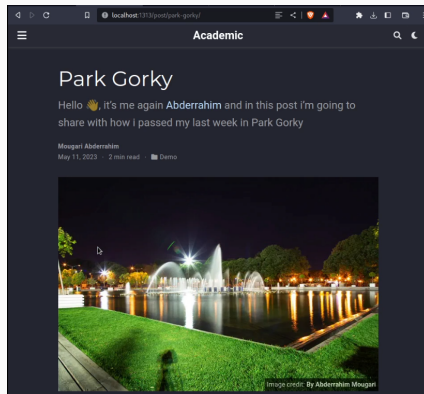 localhost:1313/post/park-gorky/
Academic
Park Gorky
Hello 👋, it's me again Abderrahim and in this post i'm going to
share with how i passed my last week in Park Gorky
Mougari Abderrahim
May 11, 2023 · 2 min read · Demo
Image credit: By Abderrahim Mougari